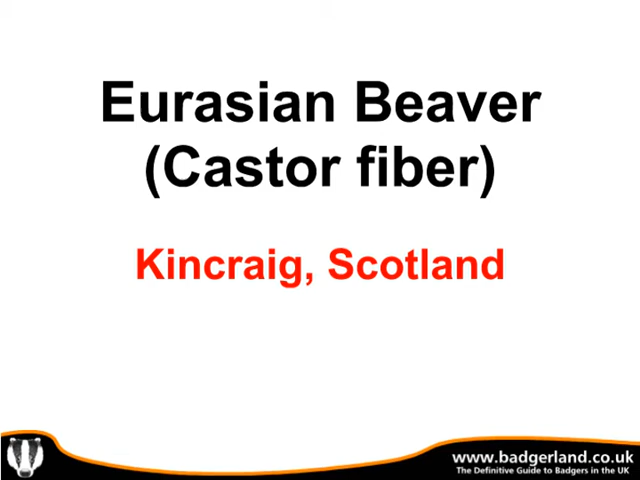 Eurasian Beaver
(Castor fiber)
Kincraig, Scotland
www.badgerland.co.uk
The Definitive Guide to Badgers in the UK